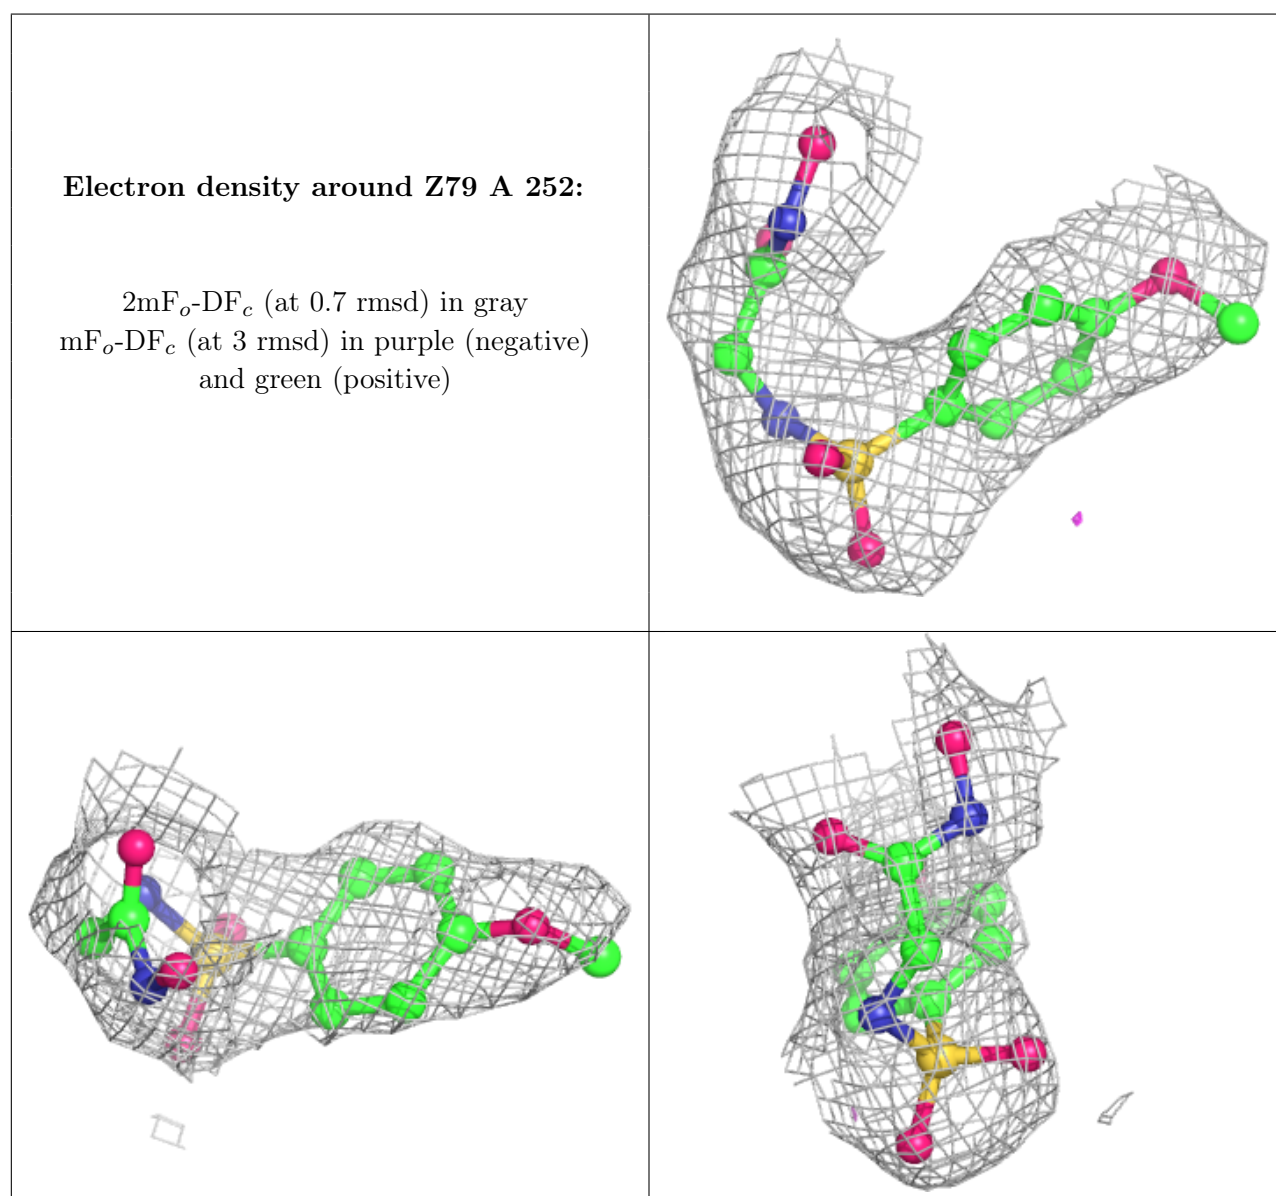 Electron density around Z79 A 252:
2mFo-DFc (at 0.7 rmsd) in gray
mFo-DFc (at 3 rmsd) in purple (negative)
and green (positive)